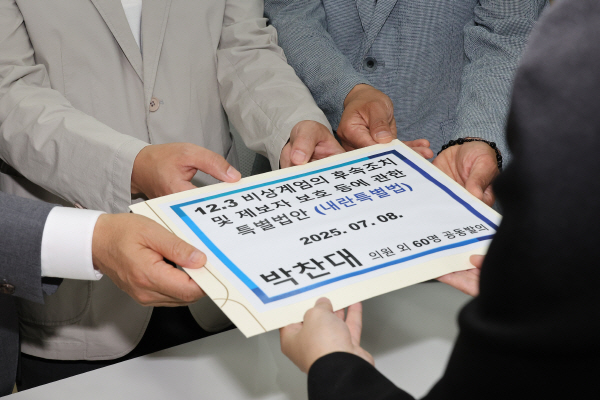 12.3 비상계엄의 후속조치
및 제보자 보호 등에 관한
특별법안 (내란특별법)
2025. 07. 08.
박찬대 의원 외 60명 공동발의